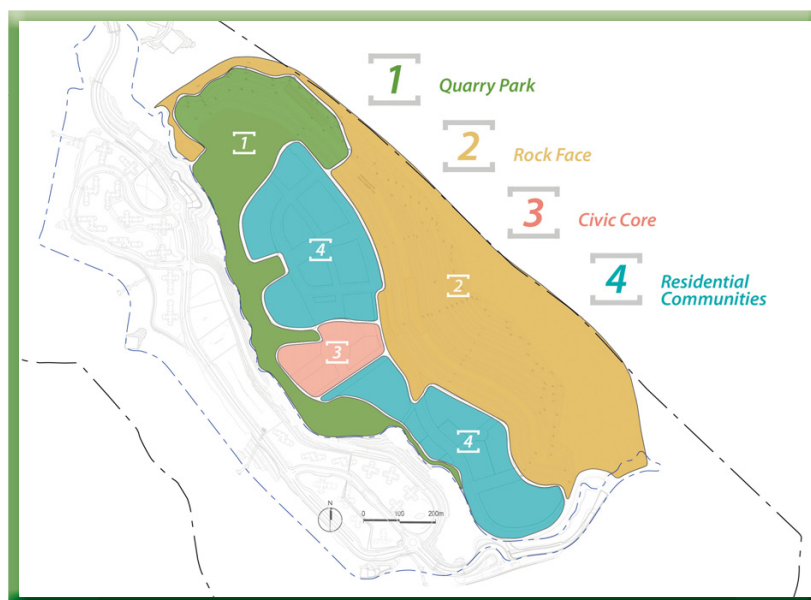 1
Quarry Park
2
Rock Face
3
Civic Core
4
Residential
Communities
1
4
2
3
4
N
0 100 200m